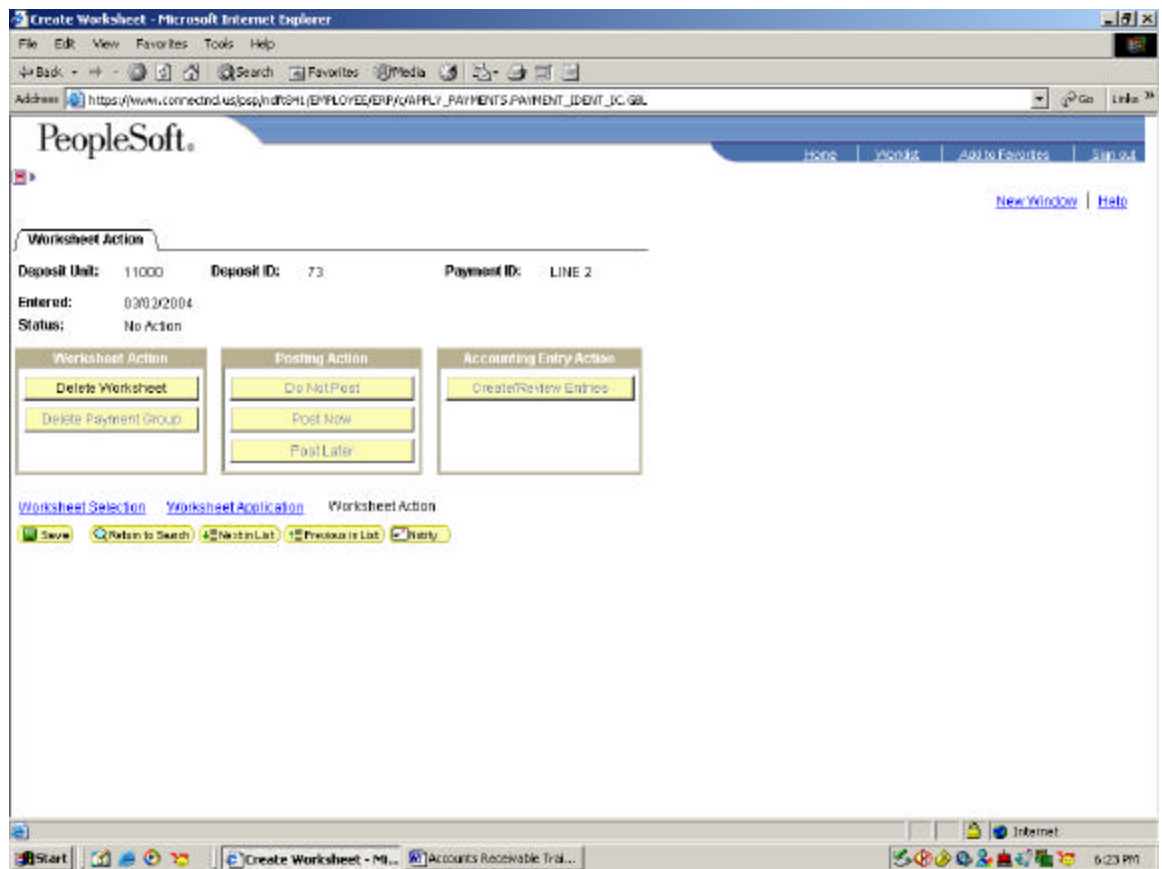 Create Worksheet - Microsoft Internet Explorer
File Edit View Favorites Tools Help
Back Search Favorites Media
Address https://www.connectnd.us/psp/ndft841/EMPLOYEE/ERP/c/APPLY_PAYMENTS.PAYMENT_IDENT_IC.GBL Go Links »
PeopleSoft.
Home Worklist Add to Favorites Sign out
New Window | Help
Worksheet Action
Deposit Unit: 11000 Deposit ID: 73 Payment ID: LINE 2
Entered: 03/03/2004
Status: No Action
Worksheet Action Posting Action Accounting Entry Action
Delete Worksheet Do Not Post Create/Review Entries
Delete Payment Group Post Now
Post Later
Worksheet Selection Worksheet Application Worksheet Action
Save Return to Search Next in List Previous in List Notify
Internet
Start Create Worksheet - Mi... Accounts Receivable Trai... 6:23 PM